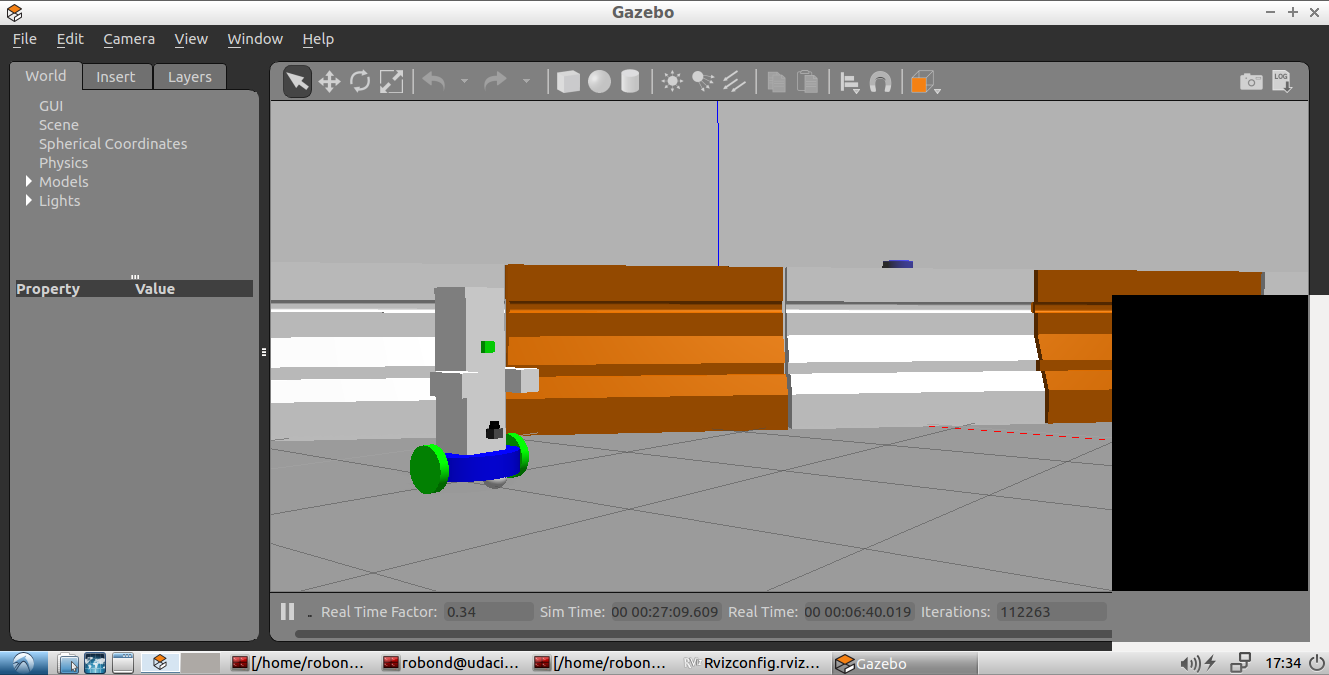 Gazebo
File Edit Camera View Window Help
World Insert Layers
GUI
Scene
Spherical Coordinates
Physics
Models
Lights
Property Value
LOG
Real Time Factor: 0.34 Sim Time: 00 00:27:09.609 Real Time: 00 00:06:40.019 Iterations: 112263
[/home/robon... robond@udaci... [/home/robon... Rvizconfig.rviz... Gazebo 17:34